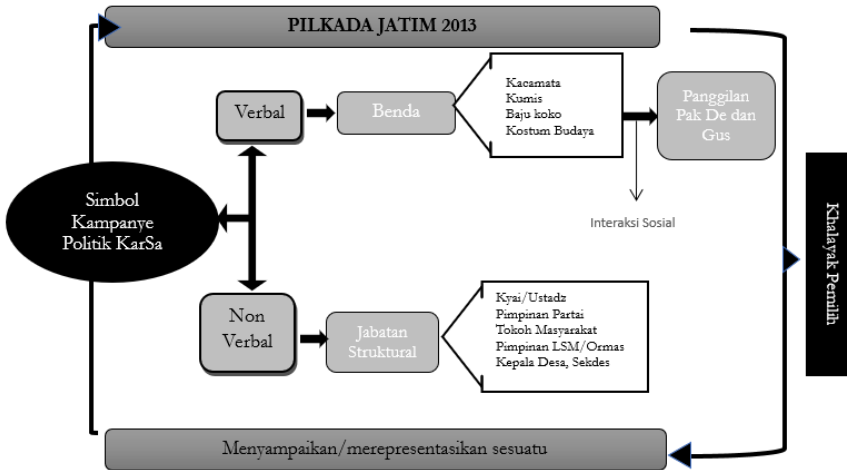 PILKADA JATIM 2013
Verbal
Benda
Kacamata
Kumis
Baju koko
Kostum Budaya
Panggilan
Pak De dan
Gus
Simbol
Kampanye
Politik KarSa
Interaksi Sosial
Khalayak Pemilih
Non
Verbal
Jabatan
Struktural
Kyai/Ustadz
Pimpinan Partai
Tokoh Masyarakat
Pimpinan LSM/Ormas
Kepala Desa, Sekdes
Menyampaikan/merepresentasikan sesuatu